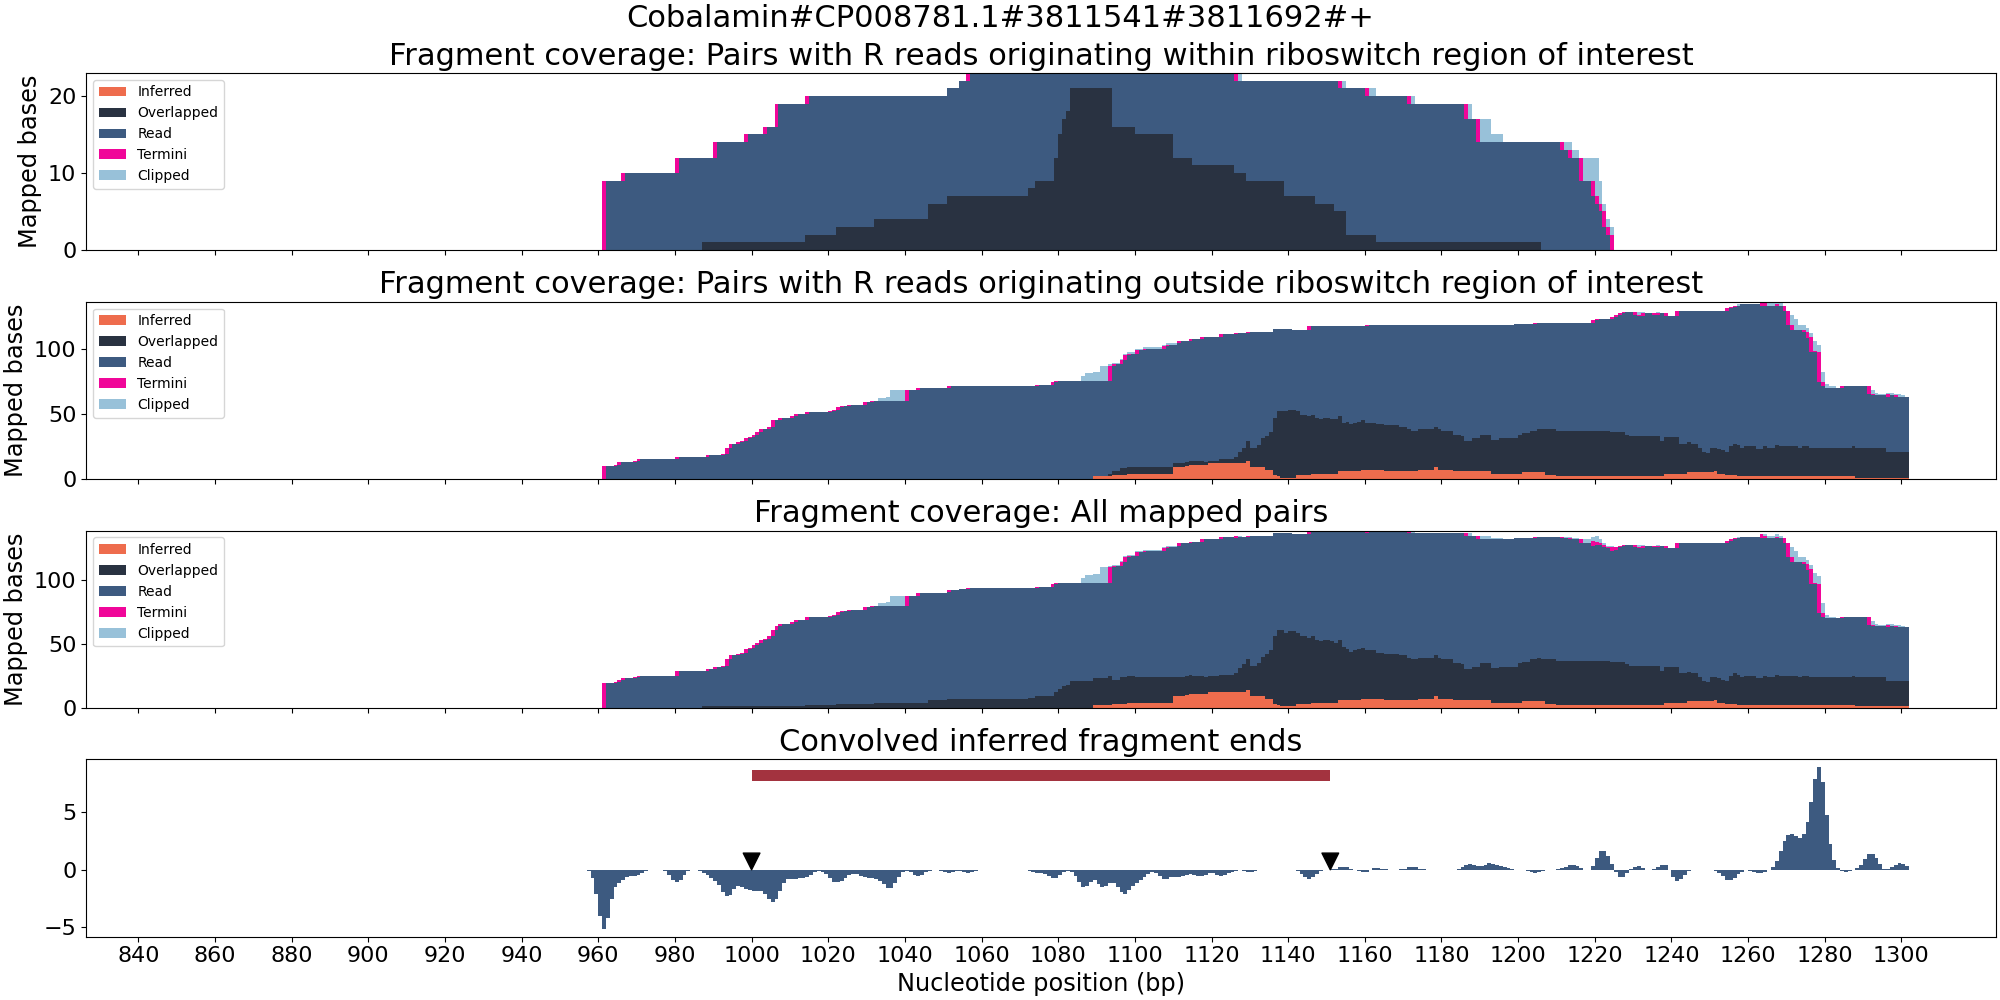 Cobalamin#CP008781.1#3811541#3811692#+
Fragment coverage: Pairs with R reads originating within riboswitch region of interest
Mapped bases
20
10
0
Inferred
Overlapped
Read
Termini
Clipped
Fragment coverage: Pairs with R reads originating outside riboswitch region of interest
Mapped bases
100
50
0
Inferred
Overlapped
Read
Termini
Clipped
Fragment coverage: All mapped pairs
Mapped bases
100
50
0
Inferred
Overlapped
Read
Termini
Clipped
Convolved inferred fragment ends
5
0
−5
840 860 880 900 920 940 960 980 1000 1020 1040 1060 1080 1100 1120 1140 1160 1180 1200 1220 1240 1260 1280 1300
Nucleotide position (bp)